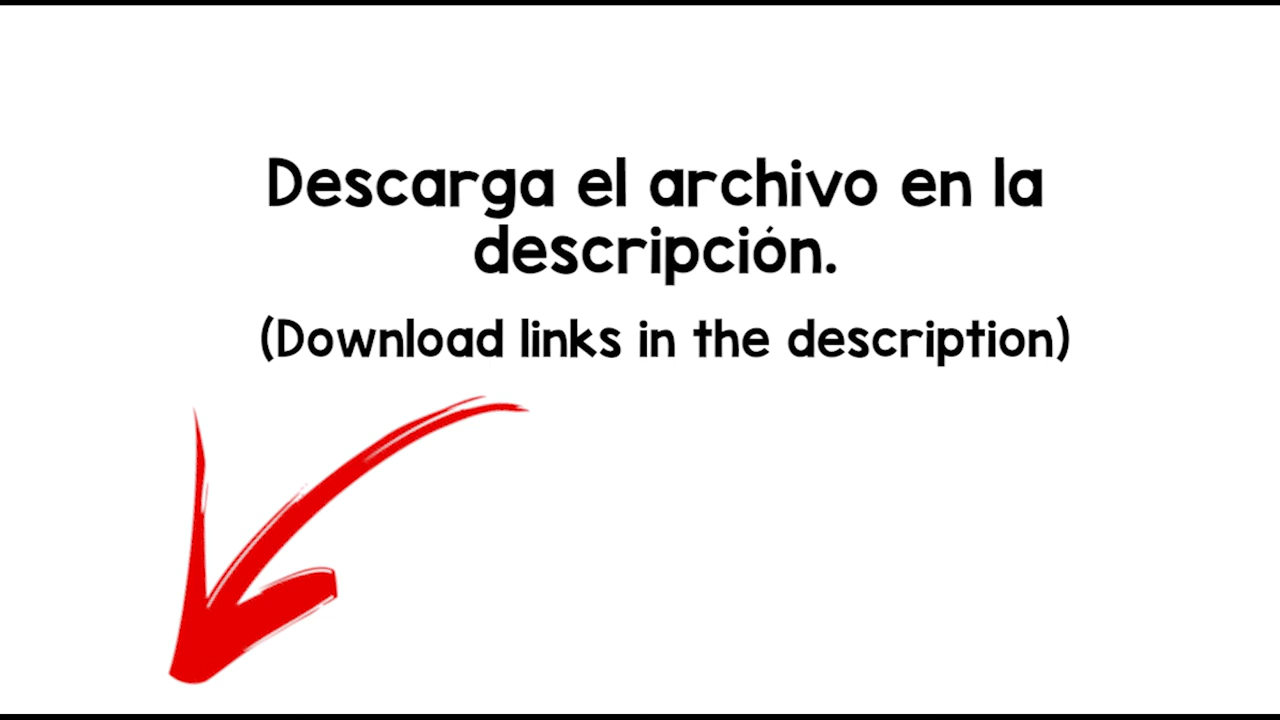 Descarga el archivo en la
descripción.
(Download links in the description)